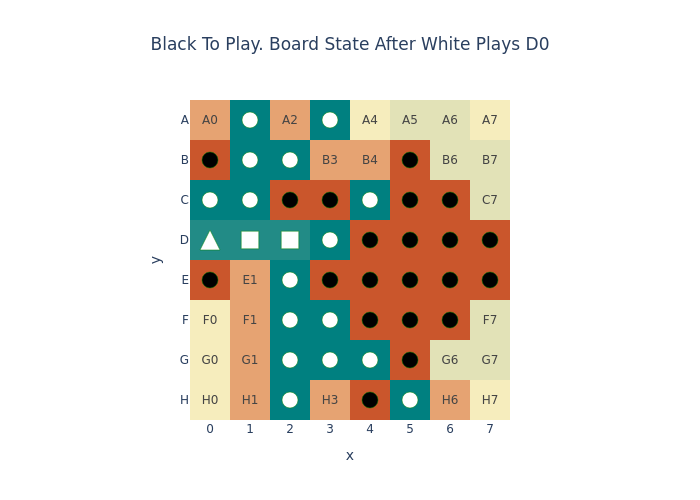 Black To Play. Board State After White Plays D0
A A0 A2 A4 A5 A6 A7
B B3 B4 B6 B7
C C7
D
E E1
F F0 F1 F7
G G0 G1 G6 G7
H H0 H1 H3 H6 H7
0 1 2 3 4 5 6 7
x
y